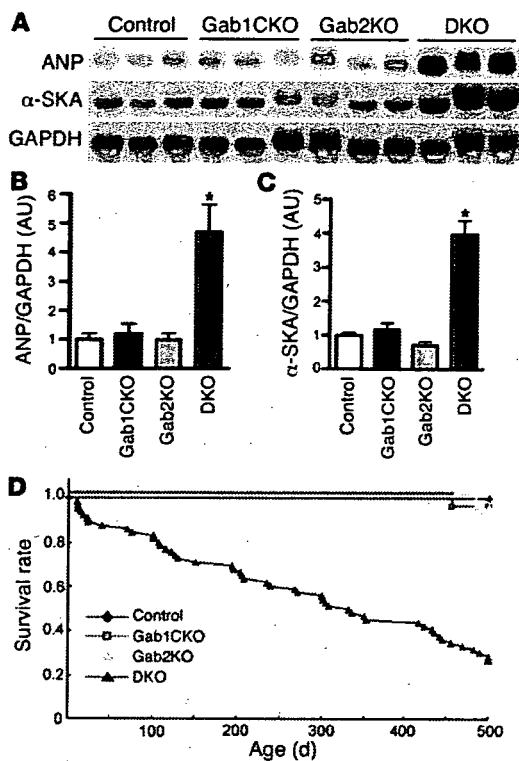 A
Control Gab1CKO Gab2KO DKO
ANP
α-SKA
GAPDH
B
ANP/GAPDH (AU)
6
5
4
3
2
1
0
*
Control
Gab1CKO
Gab2KO
DKO
C
α-SKA/GAPDH (AU)
5
4
3
2
1
0
*
Control
Gab1CKO
Gab2KO
DKO
D
Survival rate
1.0
0.8
0.6
0.4
0.2
0
Control
Gab1CKO
Gab2KO
DKO
100 200 300 400 500
Age (d)